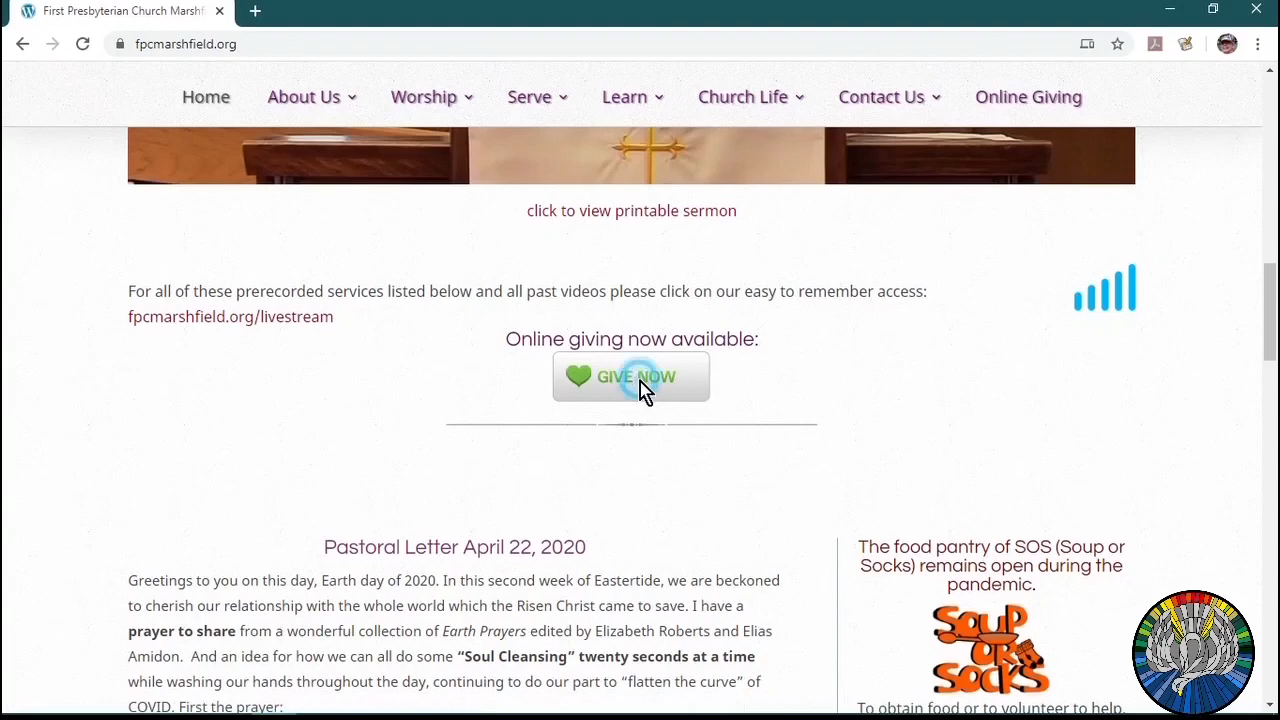 First Presbyterian Church Marshf
fpcmarshfield.org
Home About Us Worship Serve Learn Church Life Contact Us Online Giving
click to view printable sermon
For all of these prerecorded services listed below and all past videos please click on our easy to remember access:
fpcmarshfield.org/livestream
Online giving now available:
GIVE NOW
Pastoral Letter April 22, 2020
Greetings to you on this day, Earth day of 2020. In this second week of Eastertide, we are beckoned
to cherish our relationship with the whole world which the Risen Christ came to save. I have a
prayer to share from a wonderful collection of Earth Prayers edited by Elizabeth Roberts and Elias
Amidon. And an idea for how we can all do some “Soul Cleansing” twenty seconds at a time
while washing our hands throughout the day, continuing to do our part to “flatten the curve” of
COVID. First the prayer:
The food pantry of SOS (Soup or
Socks) remains open during the
pandemic.
SOUP
OR
SOCKS
To obtain food or to volunteer to help,